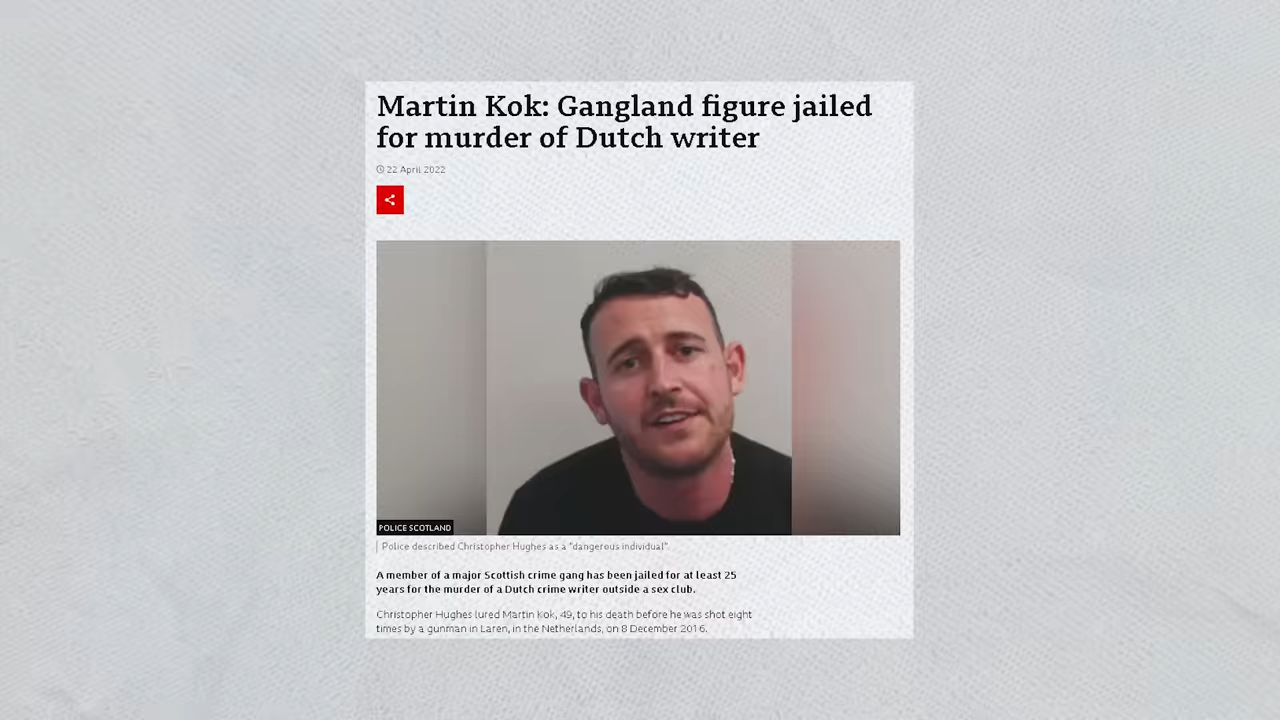 Martin Kok: Gangland figure jailed
for murder of Dutch writer
22 April 2022
POLICE SCOTLAND
Police described Christopher Hughes as a "dangerous individual"
A member of a major Scottish crime gang has been jailed for at least 25
years for the murder of a Dutch crime writer outside a sex club.
Christopher Hughes lured Martin Kok, 49, to his death before he was shot eight
times by a gunman in Laren, in the Netherlands, on 8 December 2016.